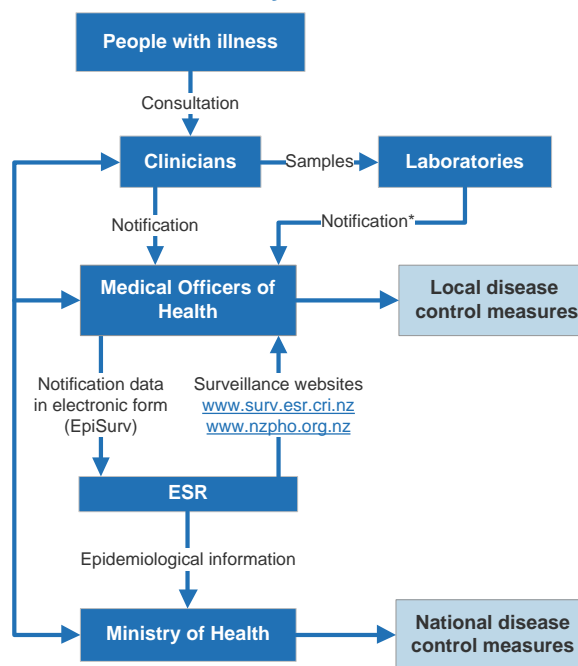 People with illness
Consultation
Clinicians
Samples
Laboratories
Notification
Notification*
Medical Officers of
Health
Local disease
control measures
Notification data
in electronic form
(EpiSurv)
Surveillance websites
www.surv.esr.cri.nz
www.nzpho.org.nz
ESR
Epidemiological information
Ministry of Health
National disease
control measures